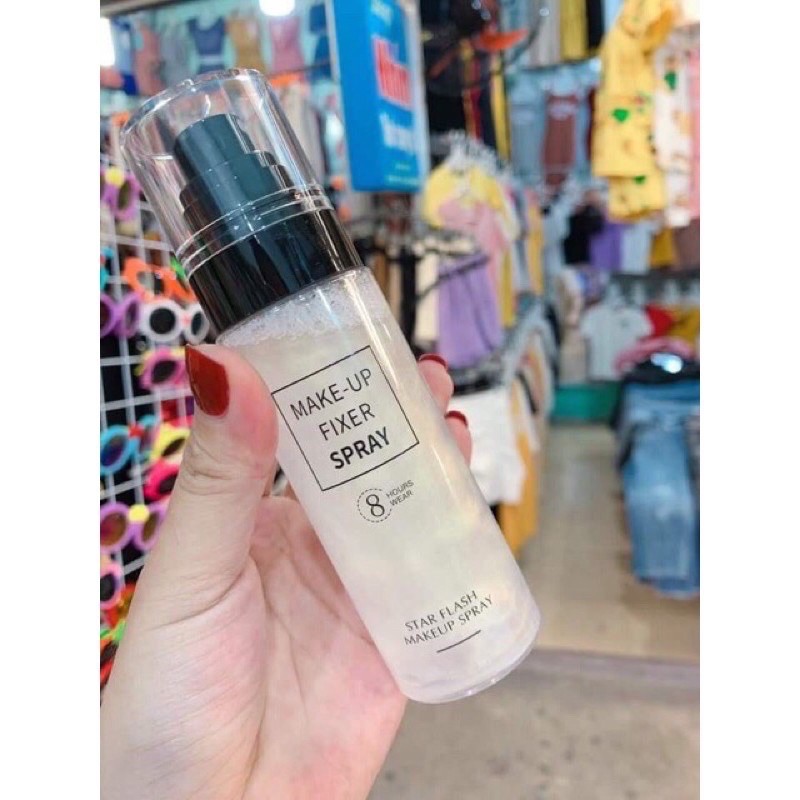 MAKE-UP
FIXER
SPRAY
8 HOURS
WEAR
STAR FLASH
MAKEUP SPRAY